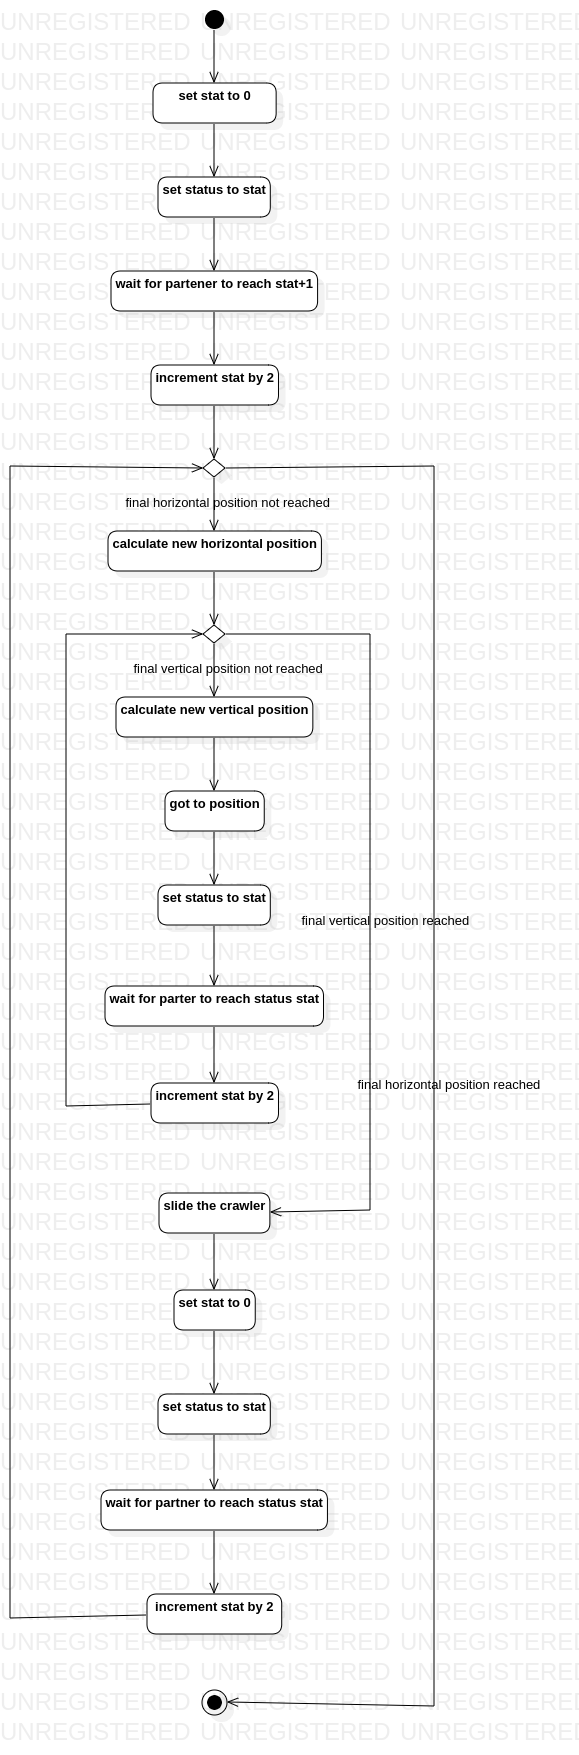 set stat to 0
set status to stat
wait for partener to reach stat+1
increment stat by 2
final horizontal position not reached
calculate new horizontal position
final vertical position not reached
calculate new vertical position
got to position
set status to stat
final vertical position reached
wait for parter to reach status stat
final horizontal position reached
increment stat by 2
slide the crawler
set stat to 0
set status to stat
wait for partner to reach status stat
increment stat by 2
UNREGISTERED